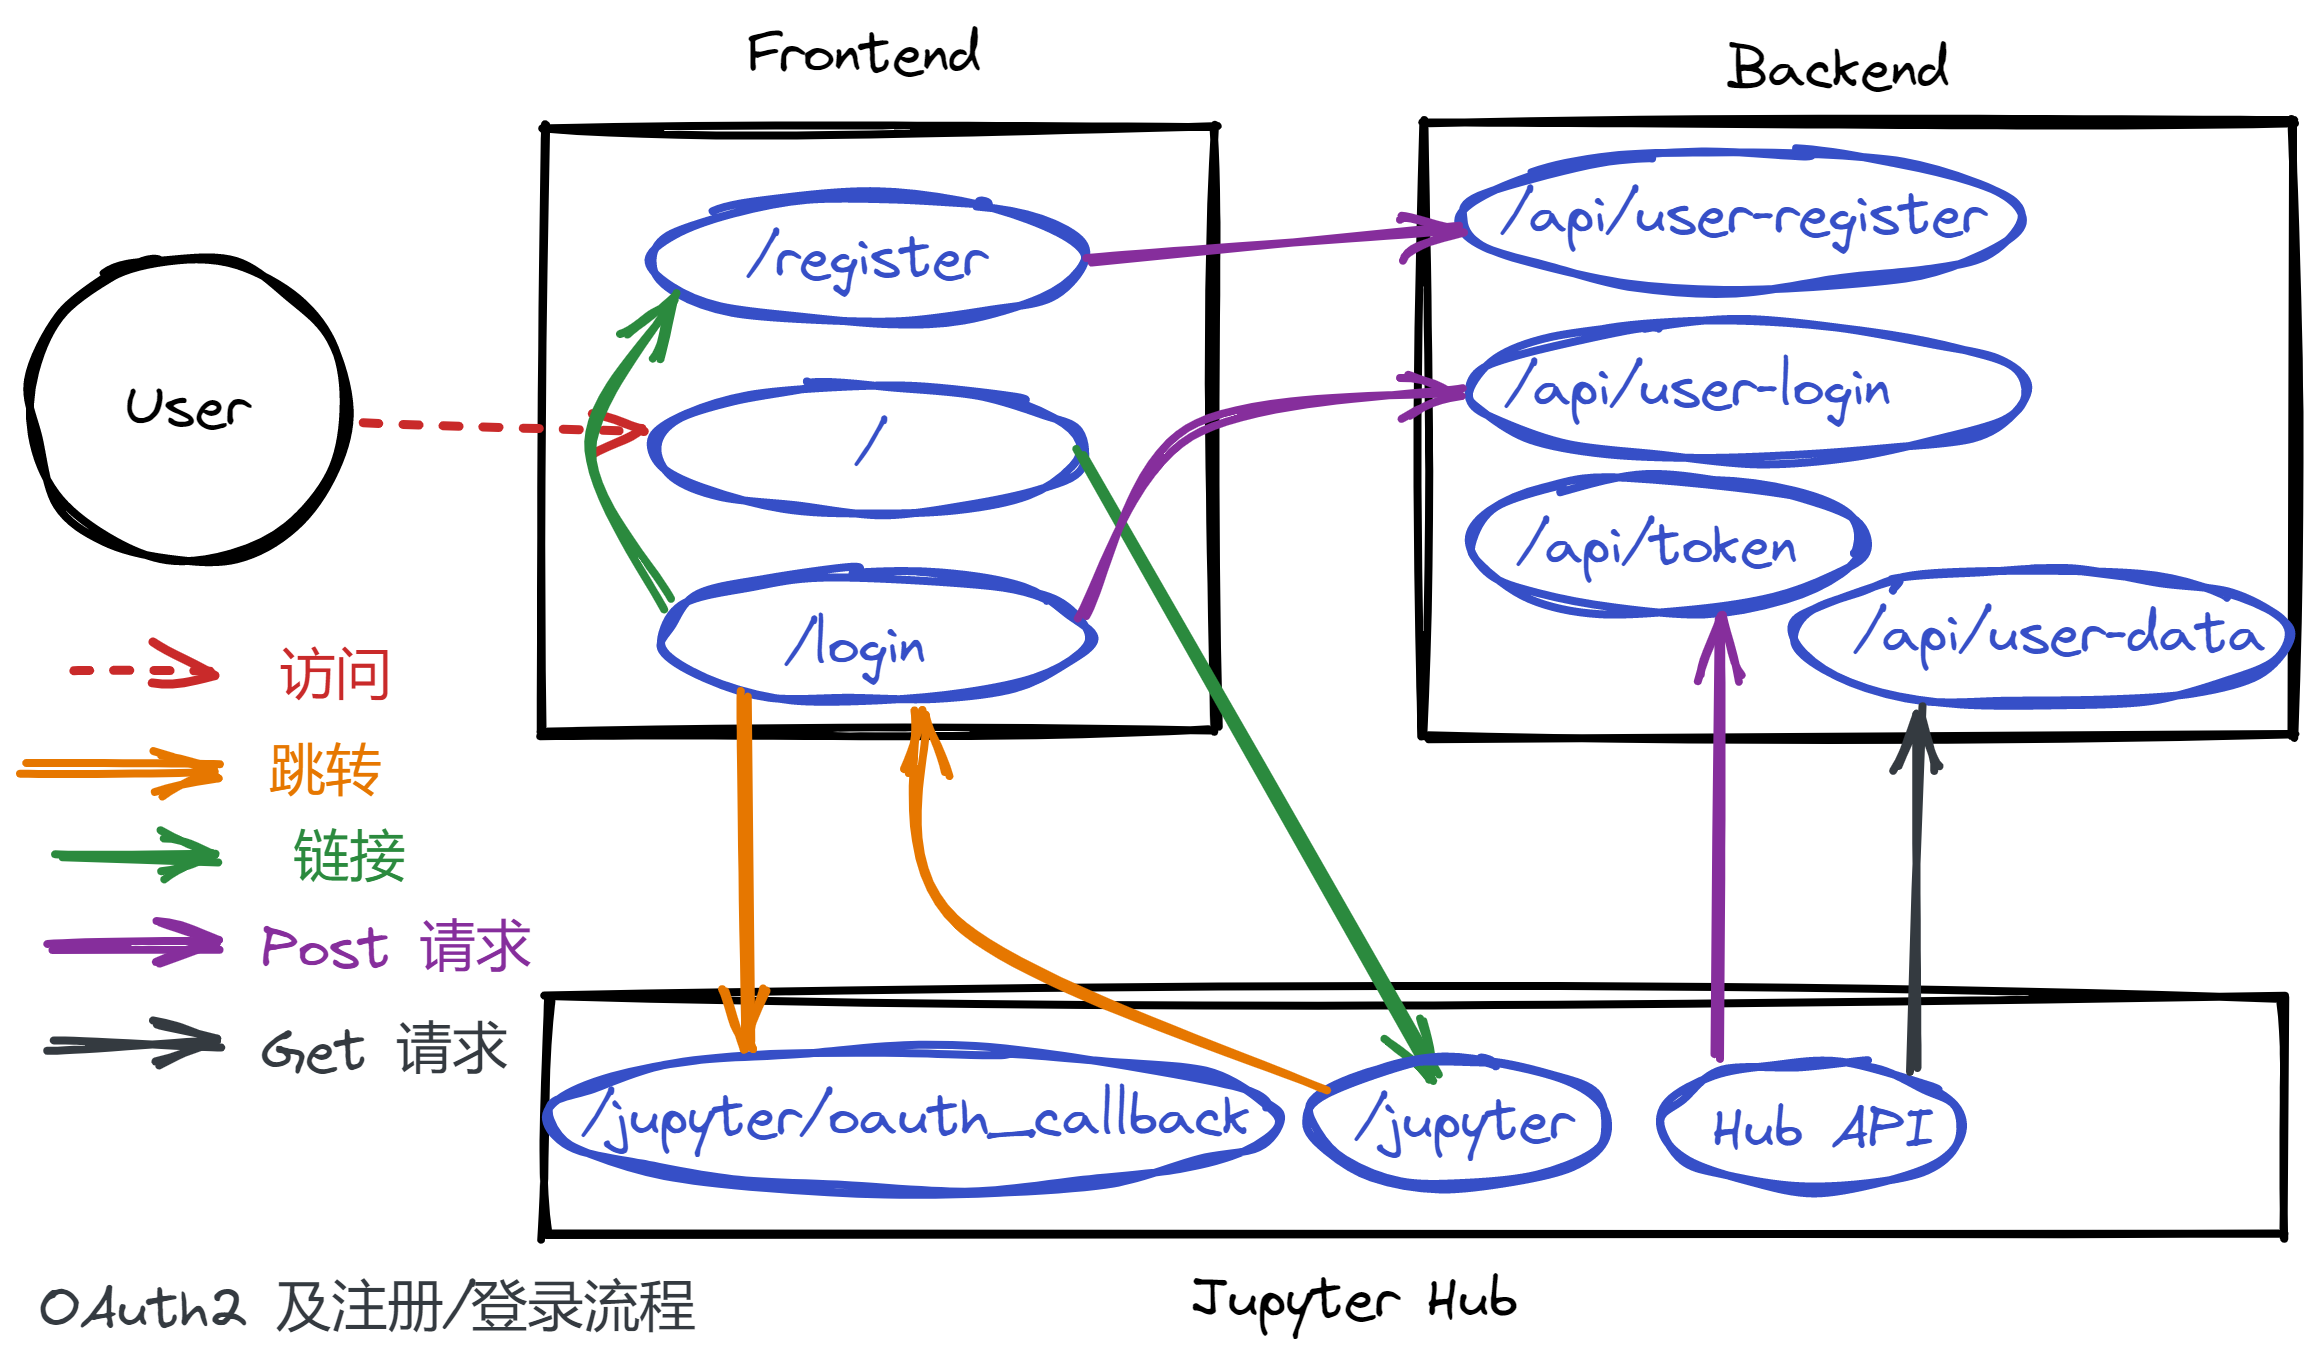 Frontend
Backend
/register
/api/user-register
User
/
/api/user-login
/api/token
/login
/api/user-data
访问
跳转
链接
Post 请求
Get 请求
/jupyter/oauth_callback
/jupyter
Hub API
OAuth2 及注册/登录流程
Jupyter Hub